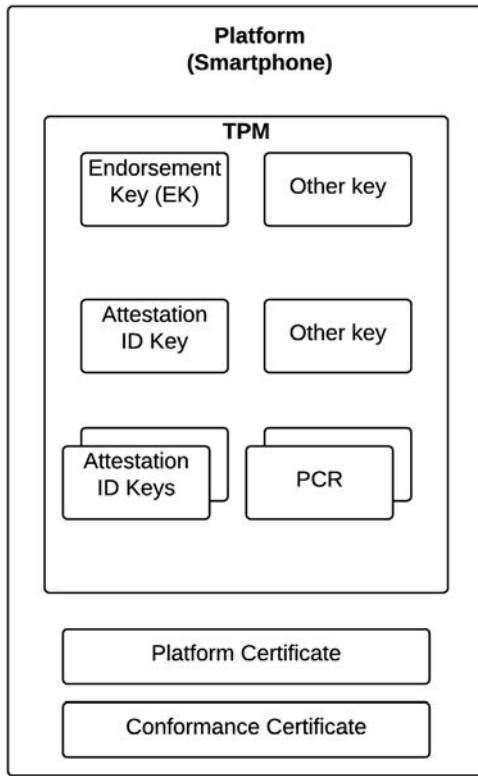 Platform
(Smartphone)
TPM
Endorsement
Key (EK)
Other key
Attestation
ID Key
Other key
Attestation
ID Keys
PCR
Platform Certificate
Conformance Certificate